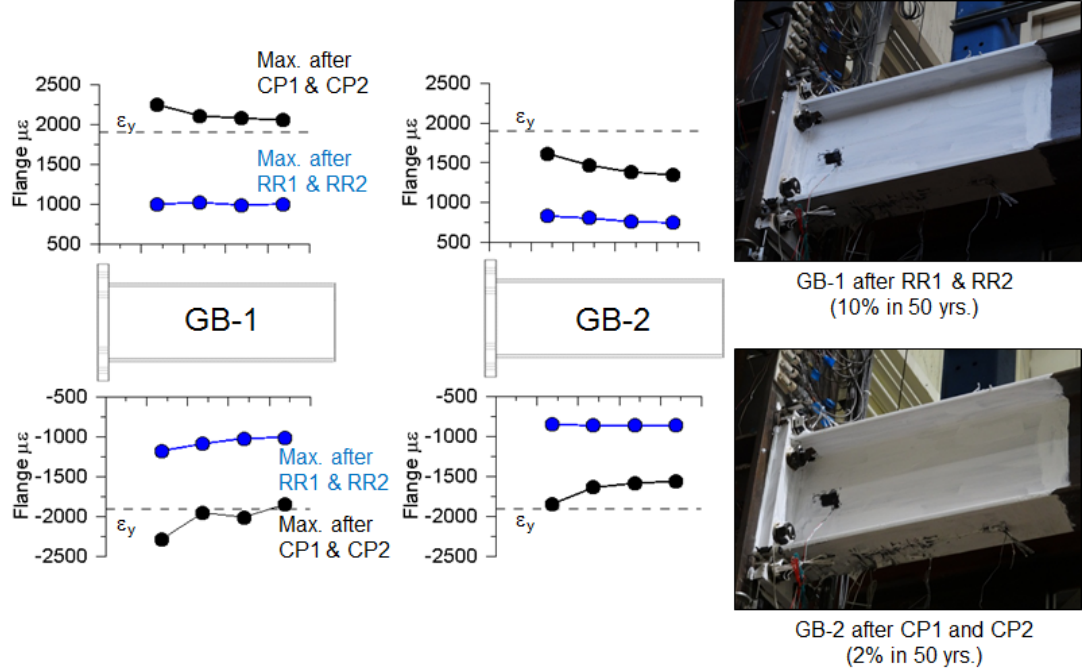 Max. after
CP1 & CP2
2500
2000
1500
1000
500
Flange με
εy
Max. after
RR1 & RR2
2500
2000
1500
1000
500
Flange με
εy
GB-1
GB-2
-500
-1000
-1500
-2000
-2500
Flange με
εy
Max. after
RR1 & RR2
Max. after
CP1 & CP2
-500
-1000
-1500
-2000
-2500
Flange με
εy
GB-1 after RR1 & RR2
(10% in 50 yrs.)
GB-2 after CP1 and CP2
(2% in 50 yrs.)